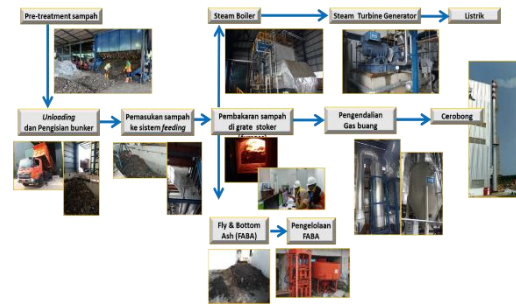 Pre-treatment sampah
Steam Boiler
Steam Turbine Generator
Listrik
Unloading
dan Pengisian bunker
Pemasukan sampah
ke sistem feeding
Pembakaran sampah
di grate stoker
Pengendalian
Gas buang
Cerobong
Fly & Bottom
Ash (FABA)
Pengelolaan
FABA